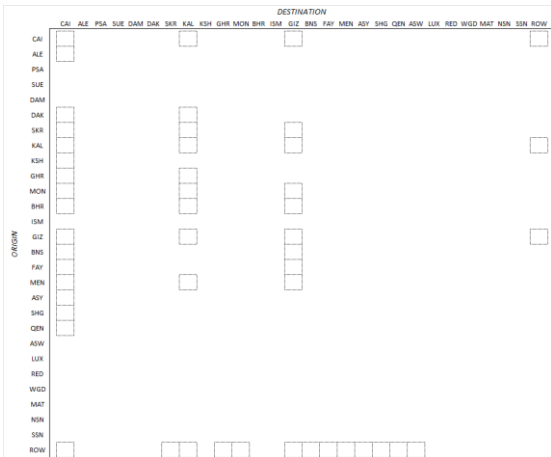 DESTINATION
CAI ALE PSA SUE DAM DAK SKR KAL KSH GHR MON BHR ISM GIZ BNS FAY MEN ASY SHG QEN ASW LUX RED WGD MAT NSN SSN ROW
ORIGIN
CAI
ALE
PSA
SUE
DAM
DAK
SKR
KAL
KSH
GHR
MON
BHR
ISM
GIZ
BNS
FAY
MEN
ASY
SHG
QEN
ASW
LUX
RED
WGD
MAT
NSN
SSN
ROW